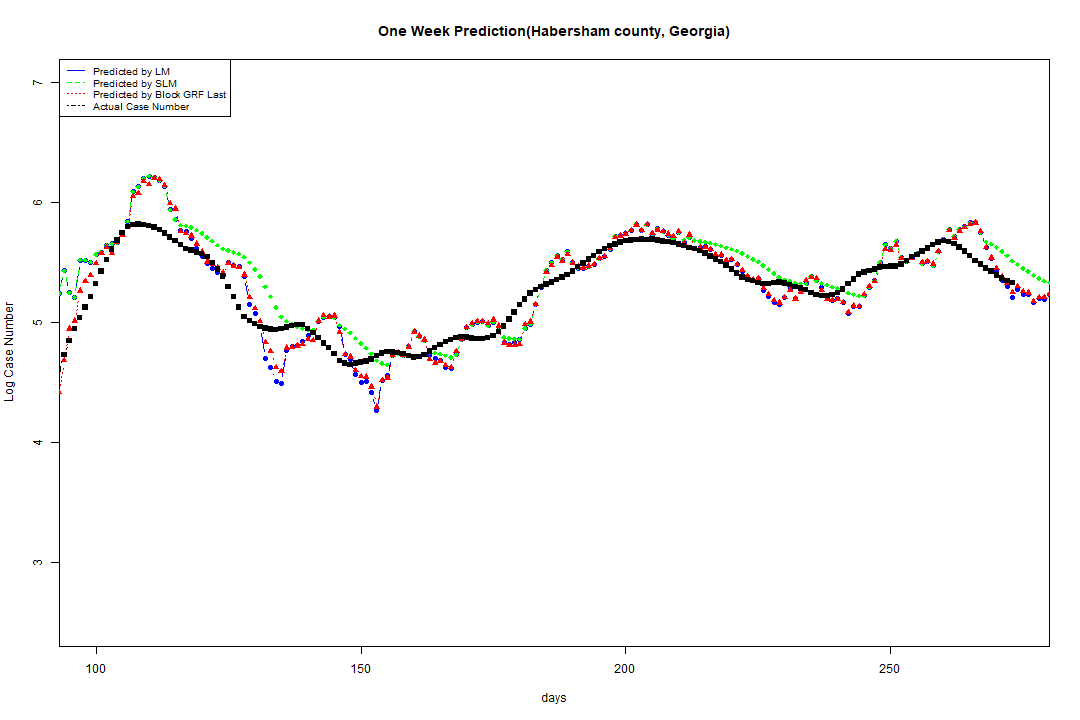 One Week Prediction(Habersham county, Georgia)
Predicted by LM
Predicted by SLM
Predicted by Block GRF Last
Actual Case Number
7
6
5
4
3
Log Case Number
100 150 200 250
days